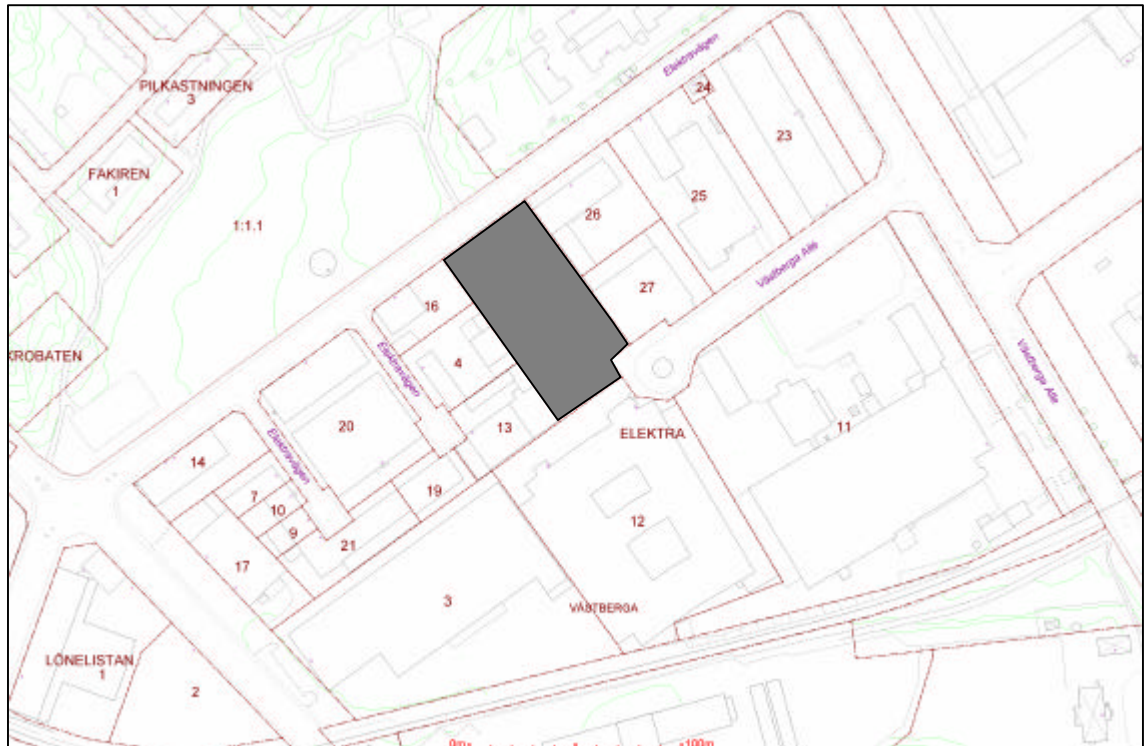 Elektravägen
PILKASTNINGEN
3
24
23
FAKIREN
1
25
26
1:1.1
Västberga Allé
27
16
KROBATEN
Elektravägen
4
Västberga Alle
20
13
ELEKTRA
11
Elektravägen
14
19
7
10
12
9
21
17
3
VÄSTBERGA
LÖNELISTAN
1
2
0m
100m